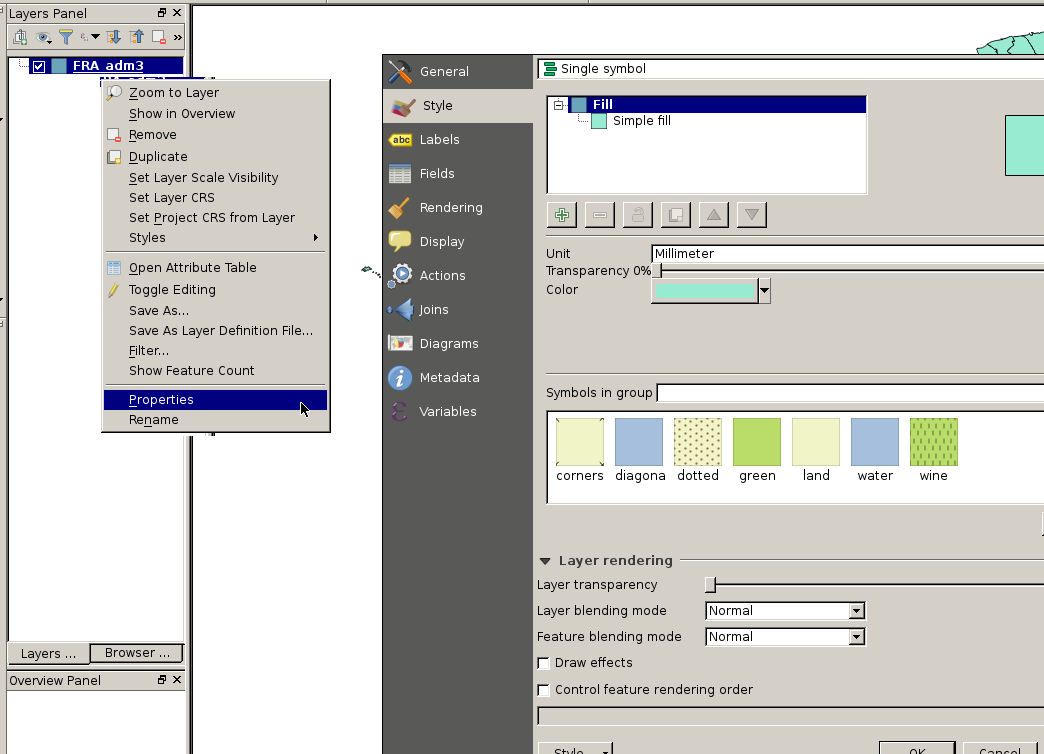 Layers Panel
FRA_adm3
Zoom to Layer
Show in Overview
Remove
Duplicate
Set Layer Scale Visibility
Set Layer CRS
Set Project CRS from Layer
Styles
Open Attribute Table
Toggle Editing
Save As...
Save As Layer Definition File...
Filter...
Show Feature Count
Properties
Rename
Layers ...
Browser ...
Overview Panel
General
Style
Labels
Fields
Rendering
Display
Actions
Joins
Diagrams
Metadata
Variables
Single symbol
Fill
Simple fill
Unit
Millimeter
Transparency 0%
Color
Symbols in group
corners
diagona
dotted
green
land
water
wine
Layer rendering
Layer transparency
Layer blending mode
Normal
Feature blending mode
Normal
Draw effects
Control feature rendering order
Style
OK
Cancel
abc